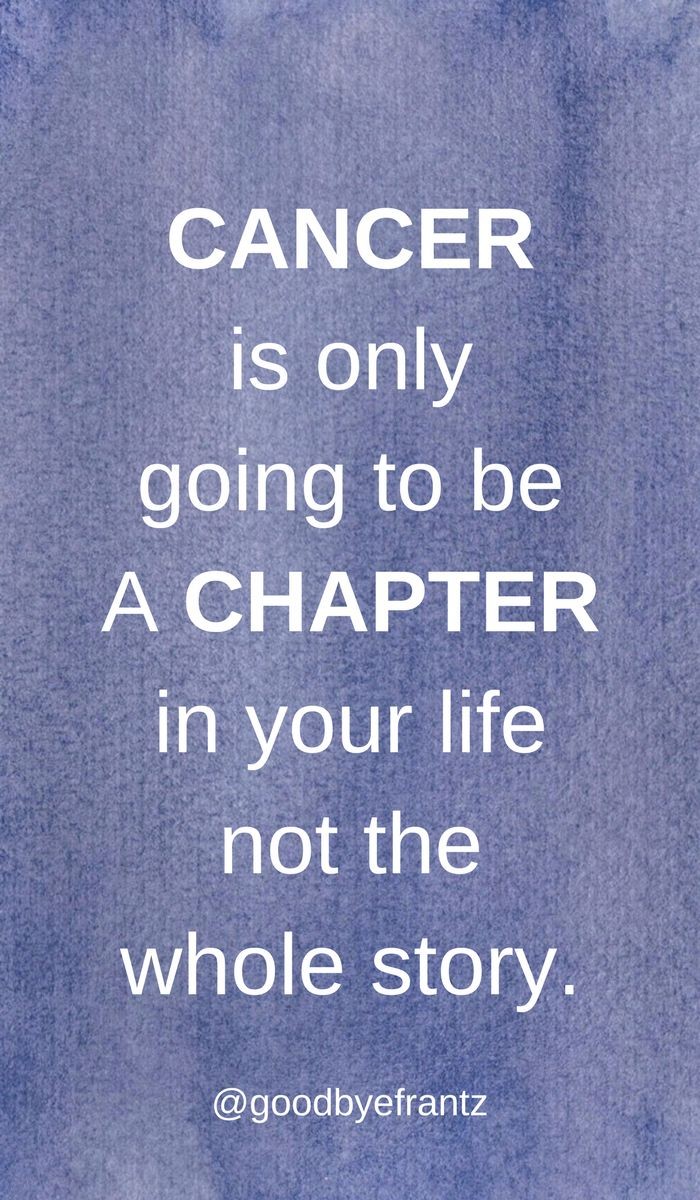 CANCER
is only
going to be
A CHAPTER
in your life
not the
whole story.
@goodbyefrantz